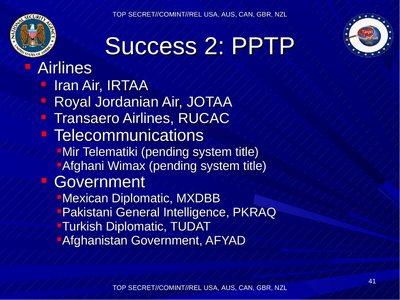 TOP SECRET//COMINT//REL USA, AUS, CAN, GBR, NZL
Success 2: PPTP
Airlines
Iran Air, IRTAA
Royal Jordanian Air, JOTAA
Transaero Airlines, RUCAC
Telecommunications
Mir Telematiki (pending system title)
Afghani Wimax (pending system title)
Government
Mexican Diplomatic, MXDBB
Pakistani General Intelligence, PKRAQ
Turkish Diplomatic, TUDAT
Afghanistan Government, AFYAD
41
TOP SECRET//COMINT//REL USA, AUS, CAN, GBR, NZL